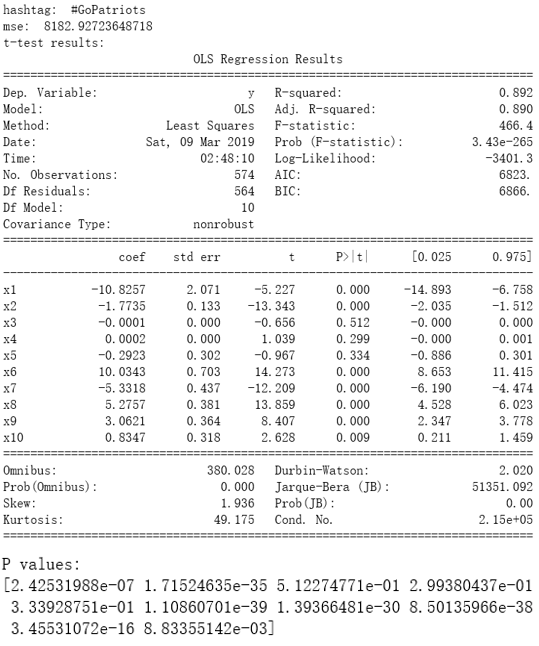 hashtag:  #GoPatriots
mse:  8182.92723648718
t-test results:
OLS Regression Results
==============================================================================
Dep. Variable:                      y   R-squared:                       0.892
Model:                            OLS   Adj. R-squared:                  0.890
Method:                 Least Squares   F-statistic:                     466.4
Date:                Sat, 09 Mar 2019   Prob (F-statistic):          3.43e-265
Time:                        02:48:10   Log-Likelihood:                -3401.3
No. Observations:                 574   AIC:                             6823.
Df Residuals:                     564   BIC:                             6866.
Df Model:                          10
Covariance Type:            nonrobust
==============================================================================
                 coef    std err          t      P>|t|      [0.025      0.975]
------------------------------------------------------------------------------
x1           -10.8257      2.071     -5.227      0.000     -14.893      -6.758
x2            -1.7735      0.133    -13.343      0.000      -2.035      -1.512
x3            -0.0001      0.000     -0.656      0.512      -0.000       0.000
x4             0.0002      0.000      1.039      0.299      -0.000       0.001
x5            -0.2923      0.302     -0.967      0.334      -0.886       0.301
x6            10.0343      0.703     14.273      0.000       8.653      11.415
x7            -5.3318      0.437    -12.209      0.000      -6.190      -4.474
x8             5.2757      0.381     13.859      0.000       4.528       6.023
x9             3.0621      0.364      8.407      0.000       2.347       3.778
x10            0.8347      0.318      2.628      0.009       0.211       1.459
==============================================================================
Omnibus:                      380.028   Durbin-Watson:                   2.020
Prob(Omnibus):                  0.000   Jarque-Bera (JB):            51351.092
Skew:                           1.936   Prob(JB):                         0.00
Kurtosis:                      49.175   Cond. No.                     2.15e+05
==============================================================================
P values:
[2.42531988e-07 1.71524635e-35 5.12274771e-01 2.99380437e-01
 3.33928751e-01 1.10860701e-39 1.39366481e-30 8.50135966e-38
 3.45531072e-16 8.83355142e-03]